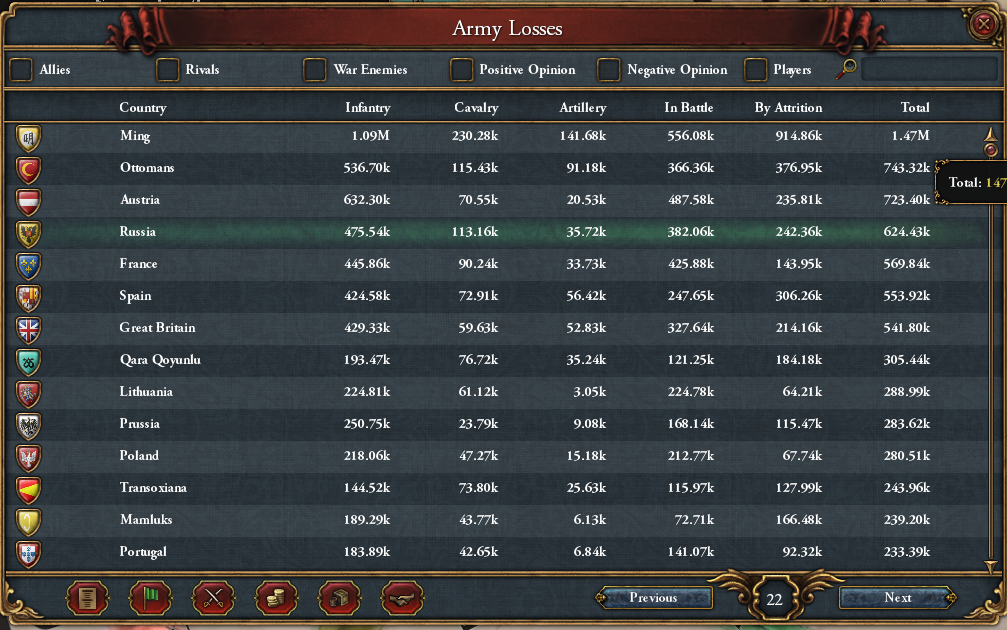 Army Losses
Allies Rivals War Enemies Positive Opinion Negative Opinion Players
Country Infantry Cavalry Artillery In Battle By Attrition Total
Ming 1.09M 230.28k 141.68k 556.08k 914.86k 1.47M
Ottomans 536.70k 115.43k 91.18k 366.36k 376.95k 743.32k
Total: 147
Austria 632.30k 70.55k 20.53k 487.58k 235.81k 723.40k
Russia 475.54k 113.16k 35.72k 382.06k 242.36k 624.43k
France 445.86k 90.24k 33.73k 425.88k 143.95k 569.84k
Spain 424.58k 72.91k 56.42k 247.65k 306.26k 553.92k
Great Britain 429.33k 59.63k 52.83k 327.64k 214.16k 541.80k
Qara Qoyunlu 193.47k 76.72k 35.24k 121.25k 184.18k 305.44k
Lithuania 224.81k 61.12k 3.05k 224.78k 64.21k 288.99k
Prussia 250.75k 23.79k 9.08k 168.14k 115.47k 283.62k
Poland 218.06k 47.27k 15.18k 212.77k 67.74k 280.51k
Transoxiana 144.52k 73.80k 25.63k 115.97k 127.99k 243.96k
Mamluks 189.29k 43.77k 6.13k 72.71k 166.48k 239.20k
Portugal 183.89k 42.65k 6.84k 141.07k 92.32k 233.39k
Previous 22 Next